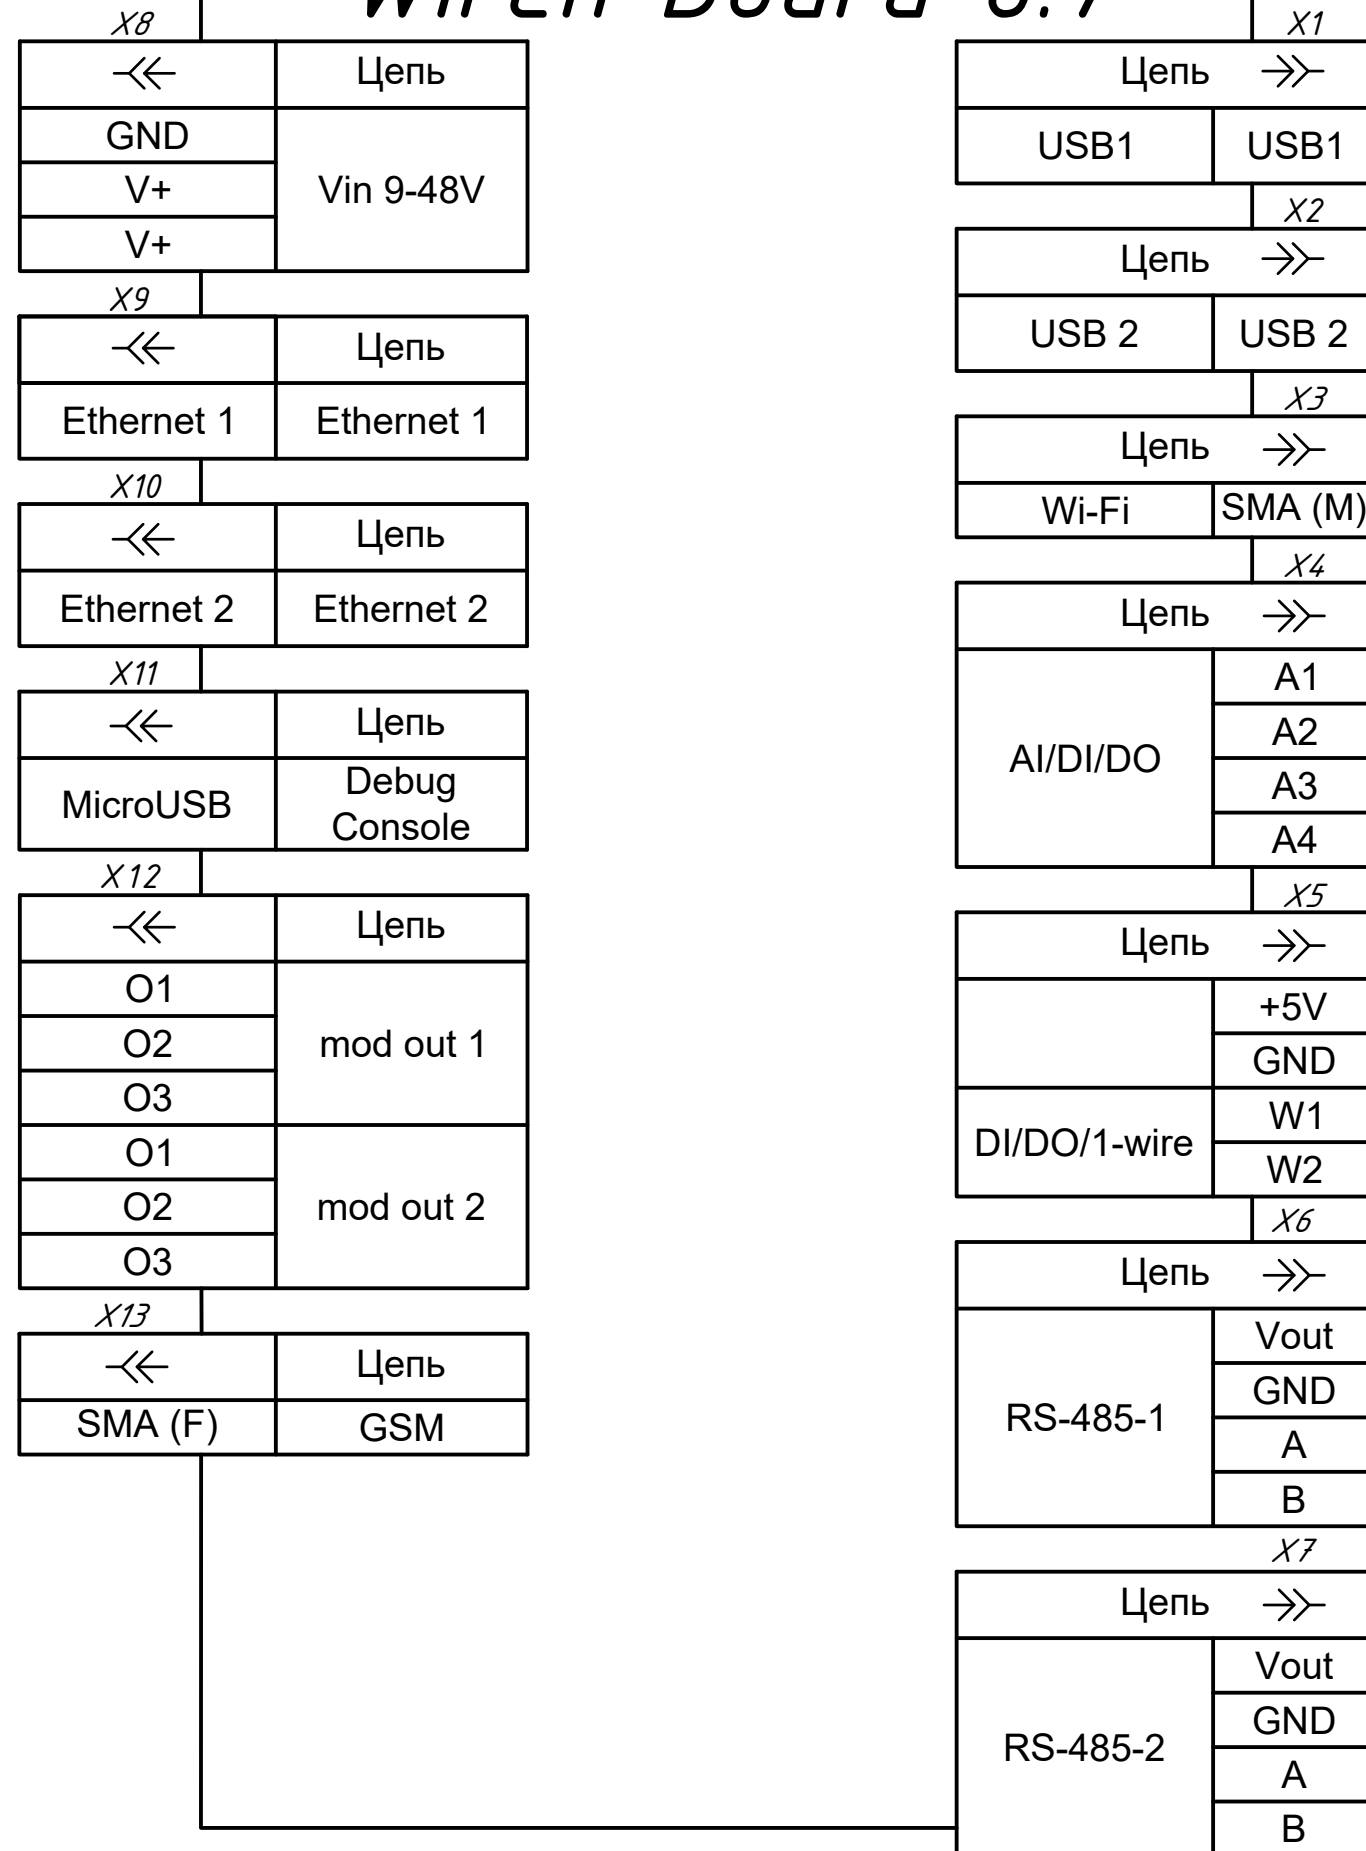 Wiren Board 6.7
X8
Цепь
GND
V+
V+
Vin 9-48V
X9
Цепь
Ethernet 1
Ethernet 1
X10
Цепь
Ethernet 2
Ethernet 2
X11
Цепь
MicroUSB
Debug
Console
X12
Цепь
O1
O2
O3
mod out 1
O1
O2
O3
mod out 2
X13
Цепь
SMA (F)
GSM
X1
Цепь
USB1
USB1
X2
Цепь
USB 2
USB 2
X3
Цепь
Wi-Fi
SMA (M)
X4
Цепь
AI/DI/DO
A1
A2
A3
A4
X5
Цепь
+5V
GND
DI/DO/1-wire
W1
W2
X6
Цепь
RS-485-1
Vout
GND
A
B
X7
Цепь
RS-485-2
Vout
GND
A
B